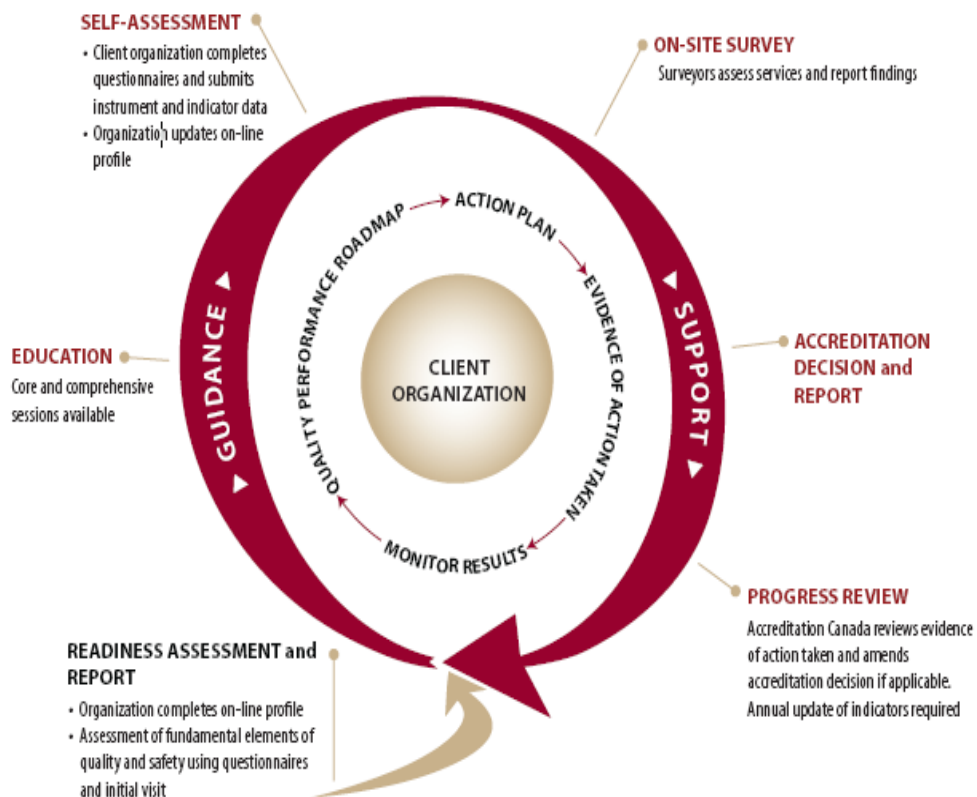 SELF-ASSESSMENT
• Client organization completes
questionnaires and submits
instrument and indicator data
• Organization updates on-line
profile
ON-SITE SURVEY
Surveyors assess services and report findings
QUALITY PERFORMANCE ROADMAP
ACTION PLAN
EVIDENCE OF ACTION TAKEN
MONITOR RESULTS
CLIENT
ORGANIZATION
GUIDANCE
SUPPORT
EDUCATION
Core and comprehensive
sessions available
ACCREDITATION
DECISION and
REPORT
PROGRESS REVIEW
Accreditation Canada reviews evidence
of action taken and amends
accreditation decision if applicable.
Annual update of indicators required
READINESS ASSESSMENT and
REPORT
• Organization completes on-line profile
• Assessment of fundamental elements of
quality and safety using questionnaires
and initial visit